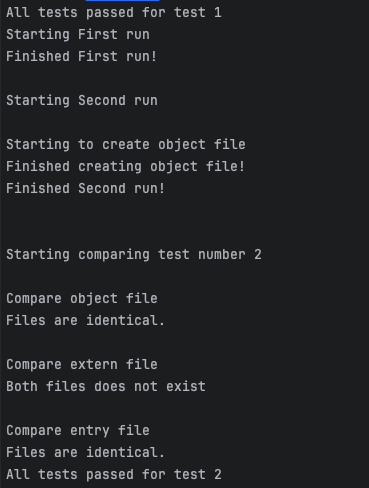 All tests passed for test 1
Starting First run
Finished First run!
Starting Second run
Starting to create object file
Finished creating object file!
Finished Second run!
Starting comparing test number 2
Compare object file
Files are identical.
Compare extern file
Both files does not exist
Compare entry file
Files are identical.
All tests passed for test 2